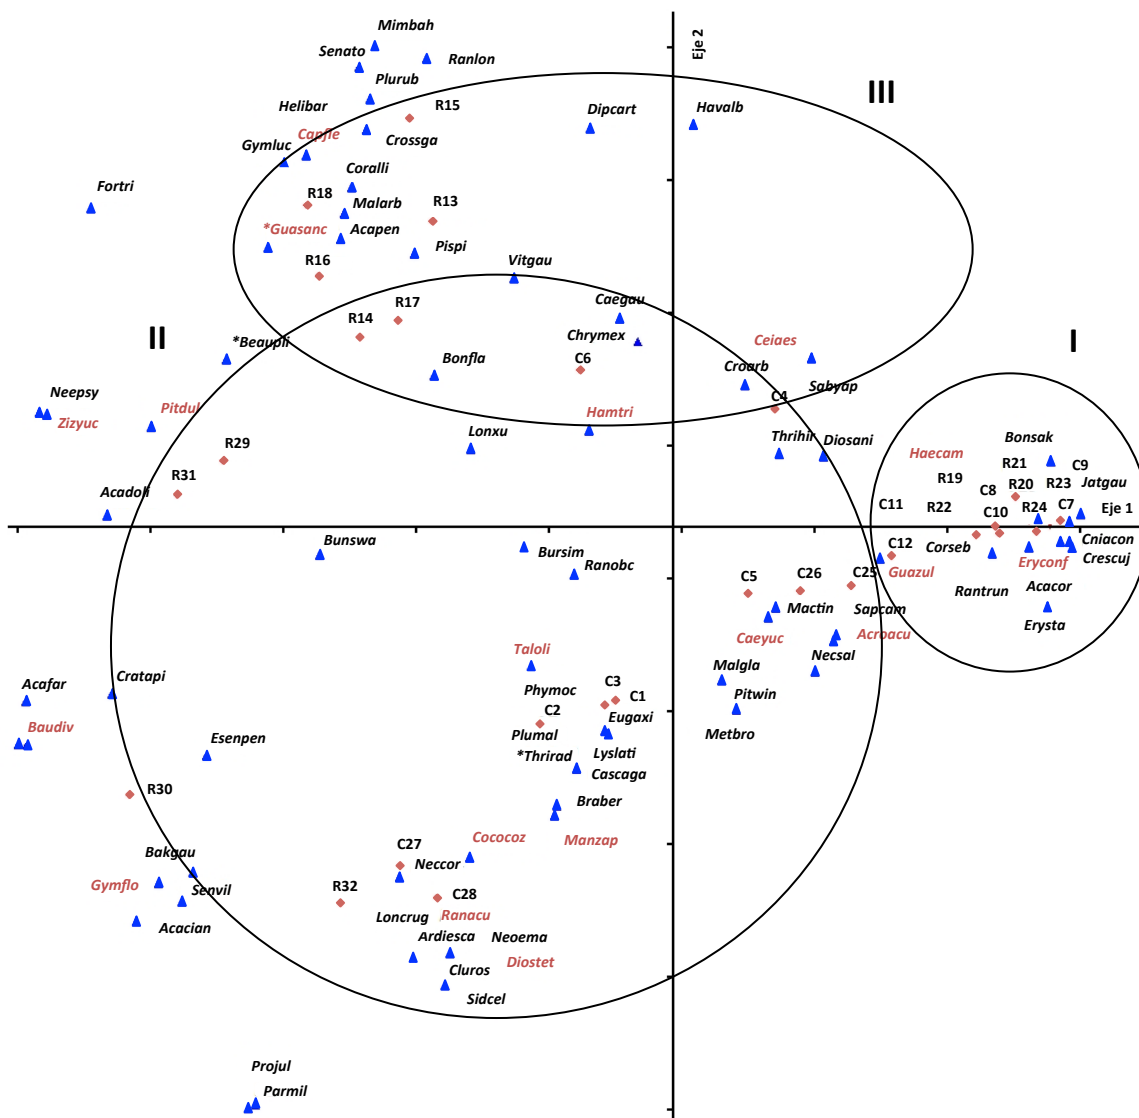 Mimbah
Eje 2
Senato
Ranlon
Plurub
III
Helibar
R15
Dipcart
Havalb
Capfle
Crossga
Gymluc
Coralli
Fortri
R18
Malarb
R13
*Guasanc
Acapen
Pispi
R16
Vitgau
R17
Caegau
R14
II
*Beaupli
Chrymex
Ceiaes
I
C6
Croarb
Bonfla
Sabyap
Neepsy
C4
Zizyuc
Pitdul
Hamtri
Lonxu
Thrihir
Diosani
R29
Haecam
Bonsak
R21
C9
R31
R19
C8
R20
R23
Jatgau
Acadoli
C11
R22
C10
R24
C7
Eje 1
Bunswa
Bursim
C12
Corseb
Cniacon
Ranobc
Guazul
Eryconf
Crescuj
C5
C26
C25
Rantrun
Acacor
Mactin
Sapcam
Erysta
Caeyuc
Acroacu
Taloli
Necsal
Malgla
Cratapi
Phymoc
C3
C1
Pitwin
Acafar
C2
Eugaxi
Baudiv
Plumal
Metbro
Esenpen
*Thrirad
Lyslati
Cascaga
R30
Braber
Cococoz
Manzap
C27
Bakgau
Neccor
Gymflo
Senvil
R32
C28
Loncrug
Ranacu
Acacian
Ardiesca
Neoema
Diostet
Cluros
Sidcel
Projul
Parmil